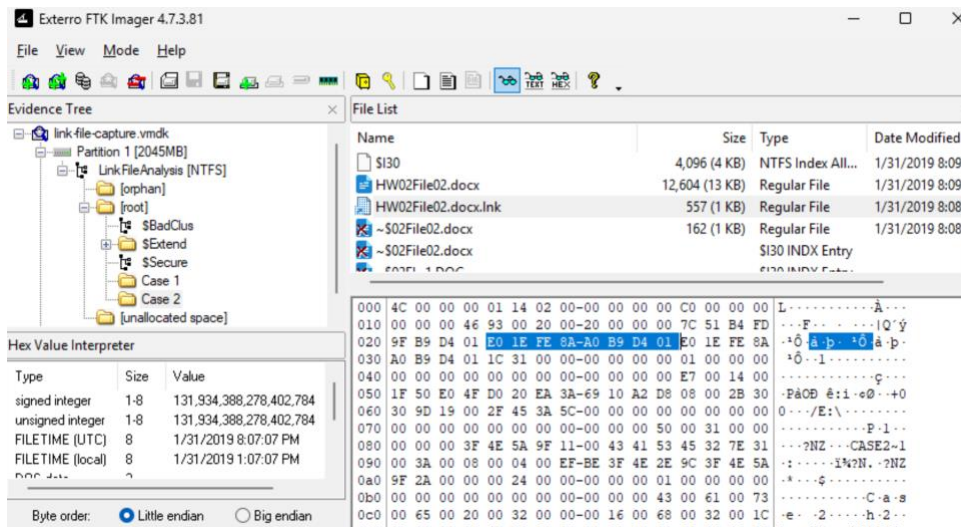 Exterro FTK Imager 4.7.3.81
File View Mode Help
Evidence Tree
link-file-capture.vmdk
Partition 1 [2045MB]
LinkFileAnalysis [NTFS]
[orphan]
[root]
$BadClus
$Extend
$Secure
Case 1
Case 2
[unallocated space]
File List
Name Size Type Date Modified
$I30 4,096 (4 KB) NTFS Index All... 1/31/2019 8:09
HW02File02.docx 12,604 (13 KB) Regular File 1/31/2019 8:09
HW02File02.docx.lnk 557 (1 KB) Regular File 1/31/2019 8:08
~$02File02.docx 162 (1 KB) Regular File 1/31/2019 8:08
~$02File02.docx $I30 INDX Entry
Hex Value Interpreter
Type Size Value
signed integer 1-8 131,934,388,278,402,784
unsigned integer 1-8 131,934,388,278,402,784
FILETIME (UTC) 8 1/31/2019 8:07:07 PM
FILETIME (local) 8 1/31/2019 1:07:07 PM
Byte order: Little endian Big endian
000 4C 00 00 00 01 14 02 00-00 00 00 00 C0 00 00 00 L···········À···
010 00 00 00 46 93 00 20 00-20 00 00 00 7C 51 B4 FD ···F·· · ···|Q´ý
020 9F B9 D4 01 E0 1E FE 8A-A0 B9 D4 01 E0 1E FE 8A ·¹Ô·à·þ· ¹Ô·à·þ·
030 A0 B9 D4 01 1C 31 00 00-00 00 00 00 01 00 00 00 ¹Ô··1··········
040 00 00 00 00 00 00 00 00-00 00 00 00 E7 00 14 00 ············ç···
050 1F 50 E0 4F D0 20 EA 3A-69 10 A2 D8 08 00 2B 30 ·PàOÐ ê:i·¢Ø··+0
060 30 9D 19 00 2F 45 3A 5C-00 00 00 00 00 00 00 00 0···/E:\········
070 00 00 00 00 00 00 00 00-00 00 00 50 00 31 00 00 ···········P·1··
080 00 00 00 3F 4E 5A 9F 11-00 43 41 53 45 32 7E 31 ···?NZ···CASE2~1
090 00 3A 00 08 00 04 00 EF-BE 3F 4E 2E 9C 3F 4E 5A ·:·····ï¾?N.·?NZ
0a0 9F 2A 00 00 00 24 00 00-00 00 00 01 00 00 00 00 ·*···$··········
0b0 00 00 00 00 00 00 00 00-00 00 00 43 00 61 00 73 ···········C·a·s
0c0 00 65 00 20 00 32 00 00-00 16 00 68 00 32 00 1C ·e· ·2·····h·2··